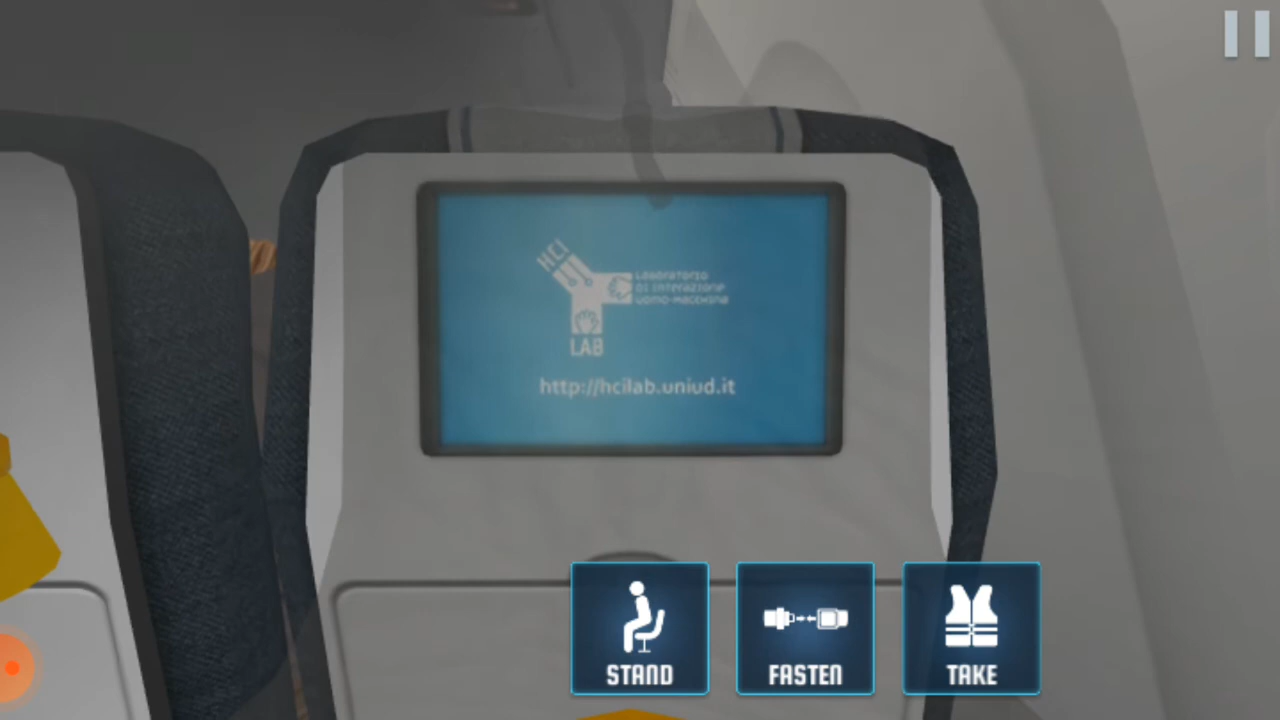 HCI
LABORATORIO
DI INTERAZIONE
UOMO-MACCHINA
LAB
http://hcilab.uniud.it
STAND
FASTEN
TAKE